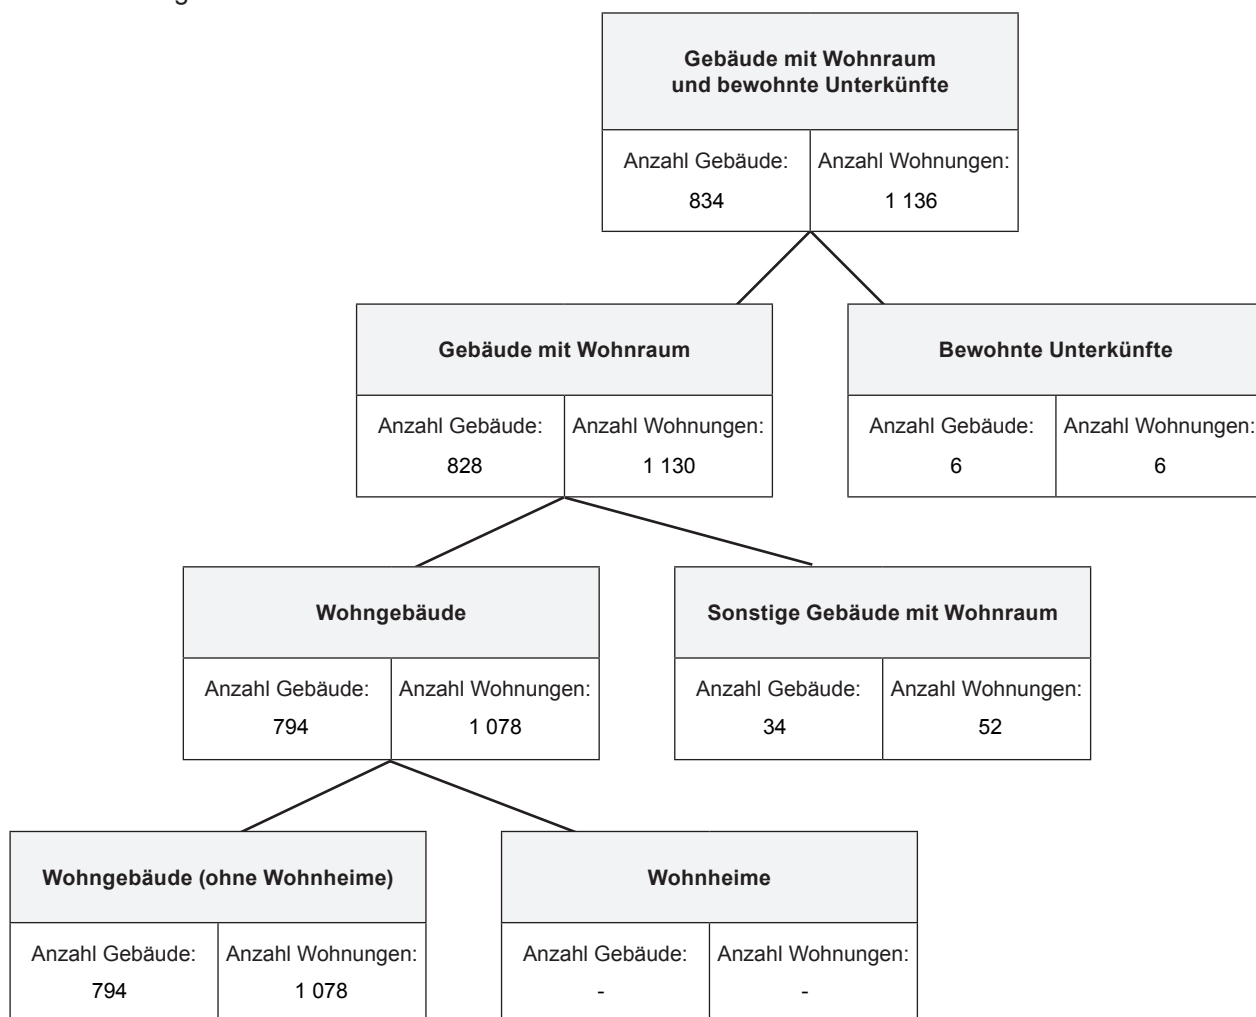 Gebäude mit Wohnraum
und bewohnte Unterkünfte
Anzahl Gebäude: Anzahl Wohnungen:
834 1 136
Gebäude mit Wohnraum
Anzahl Gebäude: Anzahl Wohnungen:
828 1 130
Bewohnte Unterkünfte
Anzahl Gebäude: Anzahl Wohnungen:
6 6
Wohngebäude
Anzahl Gebäude: Anzahl Wohnungen:
794 1 078
Sonstige Gebäude mit Wohnraum
Anzahl Gebäude: Anzahl Wohnungen:
34 52
Wohngebäude (ohne Wohnheime)
Anzahl Gebäude: Anzahl Wohnungen:
794 1 078
Wohnheime
Anzahl Gebäude: Anzahl Wohnungen:
- -